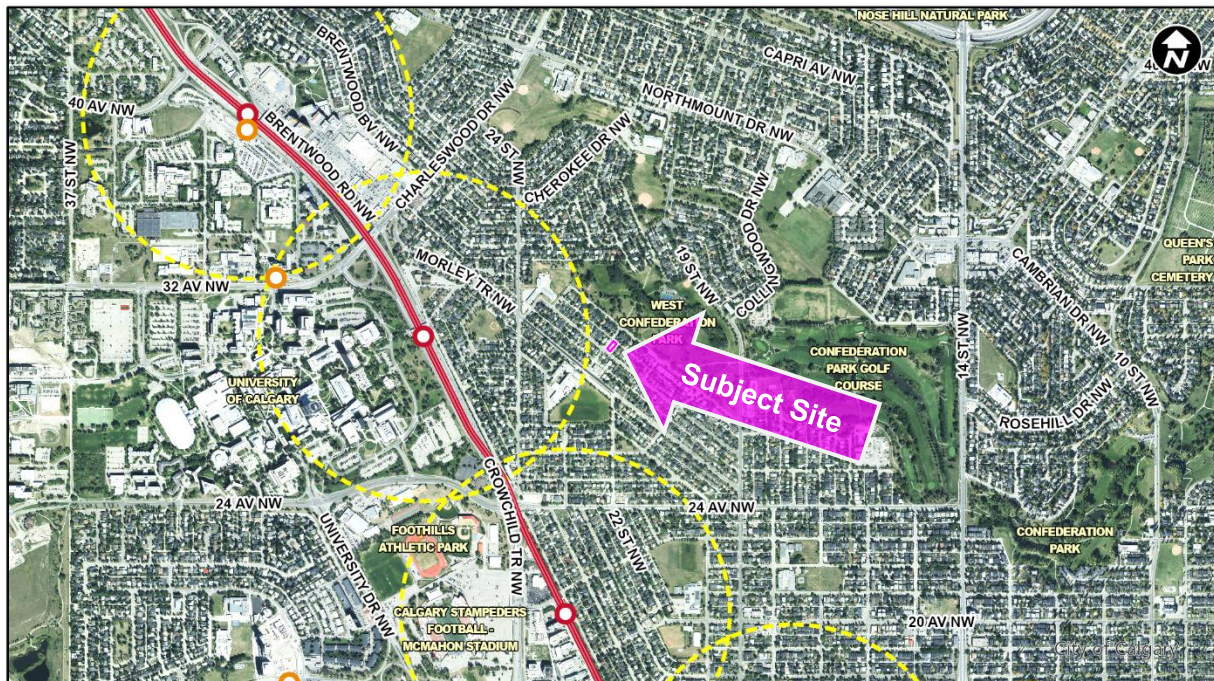 NOSE HILL NATURAL PARK
N
BRENTWOOD BV NW
CAPRI AV NW
40 AV NW
CHARLESWOOD DR NW
NORTHMOUNT DR NW
BRENTWOOD RD NW
24 ST NW
CHEROKEE DR NW
37 ST NW
COLLINGWOOD DR NW
QUEEN'S
PARK
CEMETERY
MORLEY TR NW
19 ST NW
CAMBRIAN DR NW
32 AV NW
WEST
CONFEDERATION
PARK
10 ST NW
14 ST NW
CONFEDERATION
PARK GOLF
COURSE
Subject Site
UNIVERSITY
OF CALGARY
ROSEHILL DR NW
CROWCHILD TR NW
24 AV NW
24 AV NW
UNIVERSITY DR NW
22 ST NW
FOOTHILLS
ATHLETIC PARK
CONFEDERATION
PARK
CALGARY STAMPEDERS
FOOTBALL -
MCMAHON STADIUM
20 AV NW
City of Calgary